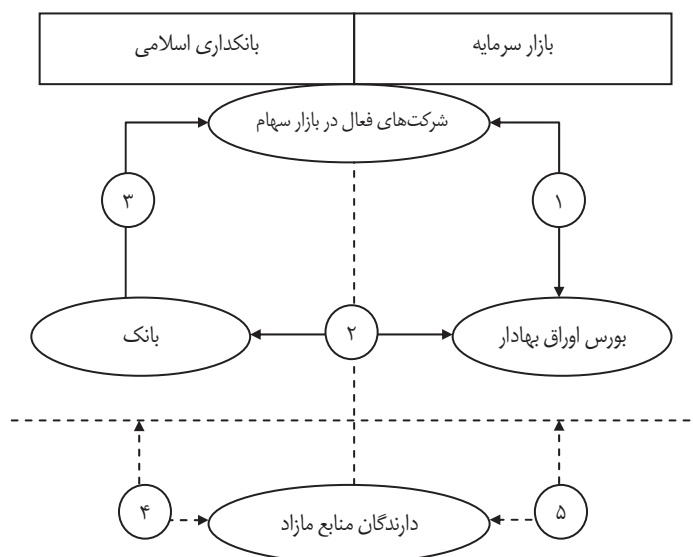 بازار سرمایه
بانکداری اسلامی
شرکت‌های فعال در بازار سهام
۱
۳
۲
بورس اوراق بهادار
بانک
۵
۴
دارندگان منابع مازاد